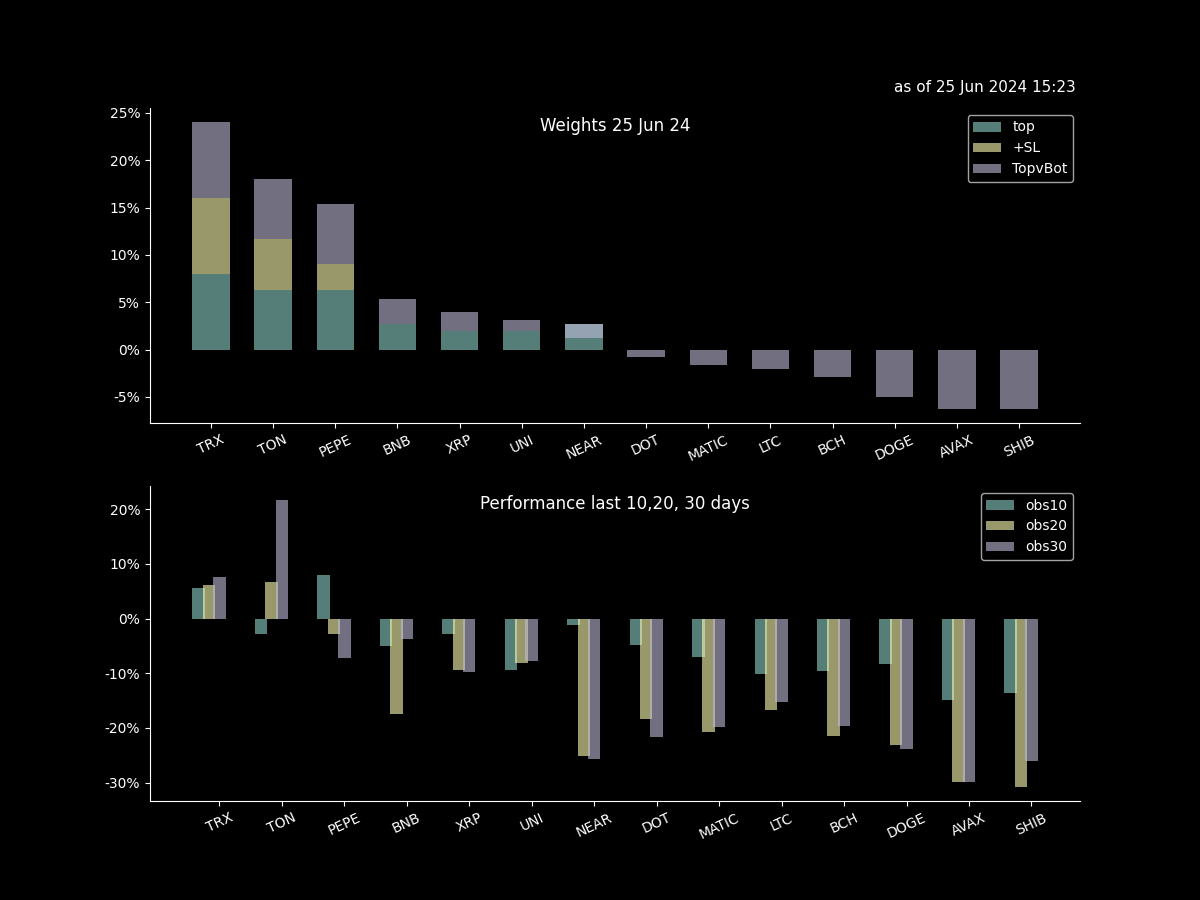 as of 25 Jun 2024 15:23
Weights 25 Jun 24
top
+SL
TopvBot
25%
20%
15%
10%
5%
0%
-5%
TRX TON PEPE BNB XRP UNI NEAR DOT MATIC LTC BCH DOGE AVAX SHIB
Performance last 10,20, 30 days
obs10
obs20
obs30
20%
10%
0%
-10%
-20%
-30%
TRX TON PEPE BNB XRP UNI NEAR DOT MATIC LTC BCH DOGE AVAX SHIB